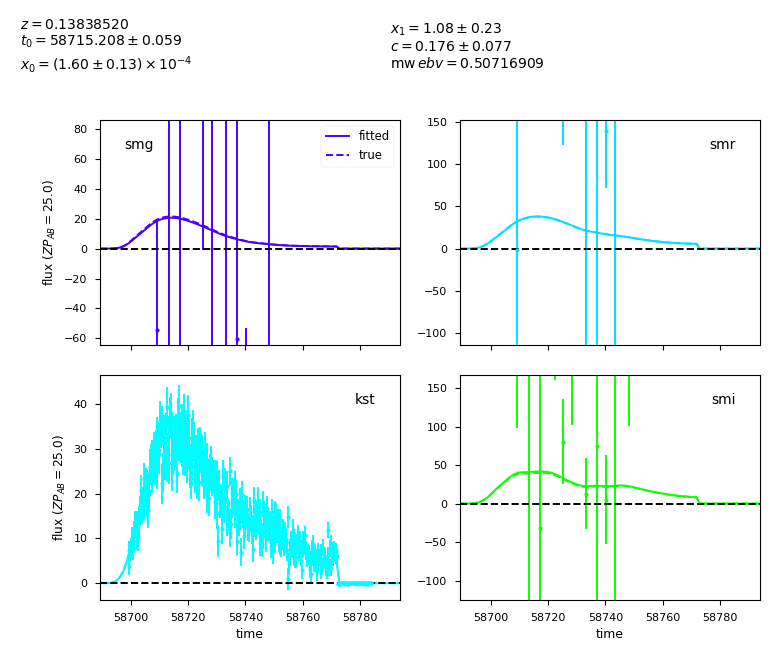 z = 0.13838520
t₀ = 58715.208 ± 0.059
x₀ = (1.60 ± 0.13) × 10⁻⁴
x₁ = 1.08 ± 0.23
c = 0.176 ± 0.077
mw ebv = 0.50716909
smg
fitted
true
80
60
40
20
0
−20
−40
−60
flux (ZP_AB = 25.0)
smr
150
100
50
0
−50
−100
kst
40
30
20
10
0
flux (ZP_AB = 25.0)
58700 58720 58740 58760 58780
time
smi
150
100
50
0
−50
−100
58700 58720 58740 58760 58780
time